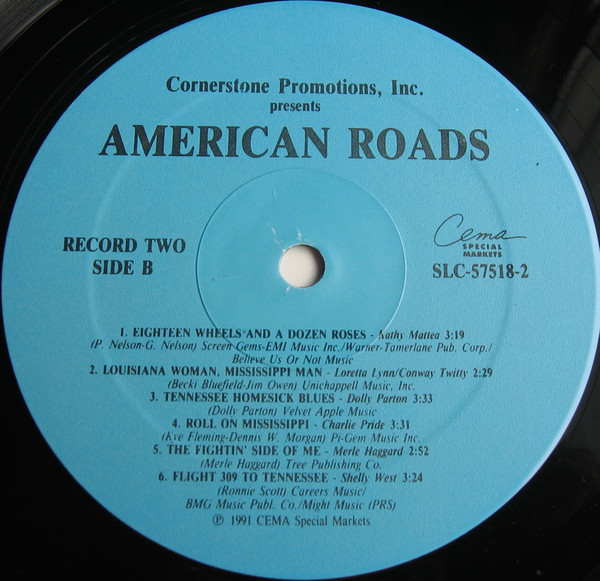 Cornerstone Promotions, Inc.
presents
AMERICAN ROADS
RECORD TWO
SIDE B
Cema
SPECIAL
MARKETS
SLC-57518-2
1. EIGHTEEN WHEELS AND A DOZEN ROSES - Kathy Mattea 3:19
(P. Nelson-G. Nelson) Screen Gems-EMI Music Inc./Warner-Tamerlane Pub. Corp./
Believe Us Or Not Music
2. LOUISIANA WOMAN, MISSISSIPPI MAN - Loretta Lynn/Conway Twitty 2:29
(Becki Bluefield-Jim Owen) Unichappell Music, Inc.
3. TENNESSEE HOMESICK BLUES - Dolly Parton 3:33
(Dolly Parton) Velvet Apple Music
4. ROLL ON MISSISSIPPI - Charlie Pride 3:31
(Kye Fleming-Dennis W. Morgan) Pi-Gem Music Inc.
5. THE FIGHTIN' SIDE OF ME - Merle Haggard 2:52
(Merle Haggard) Tree Publishing Co.
6. FLIGHT 309 TO TENNESSEE - Shelly West 3:24
(Ronnie Scott) Careers Music/
BMG Music Publ. Co./Might Music (PRS)
℗ 1991 CEMA Special Markets